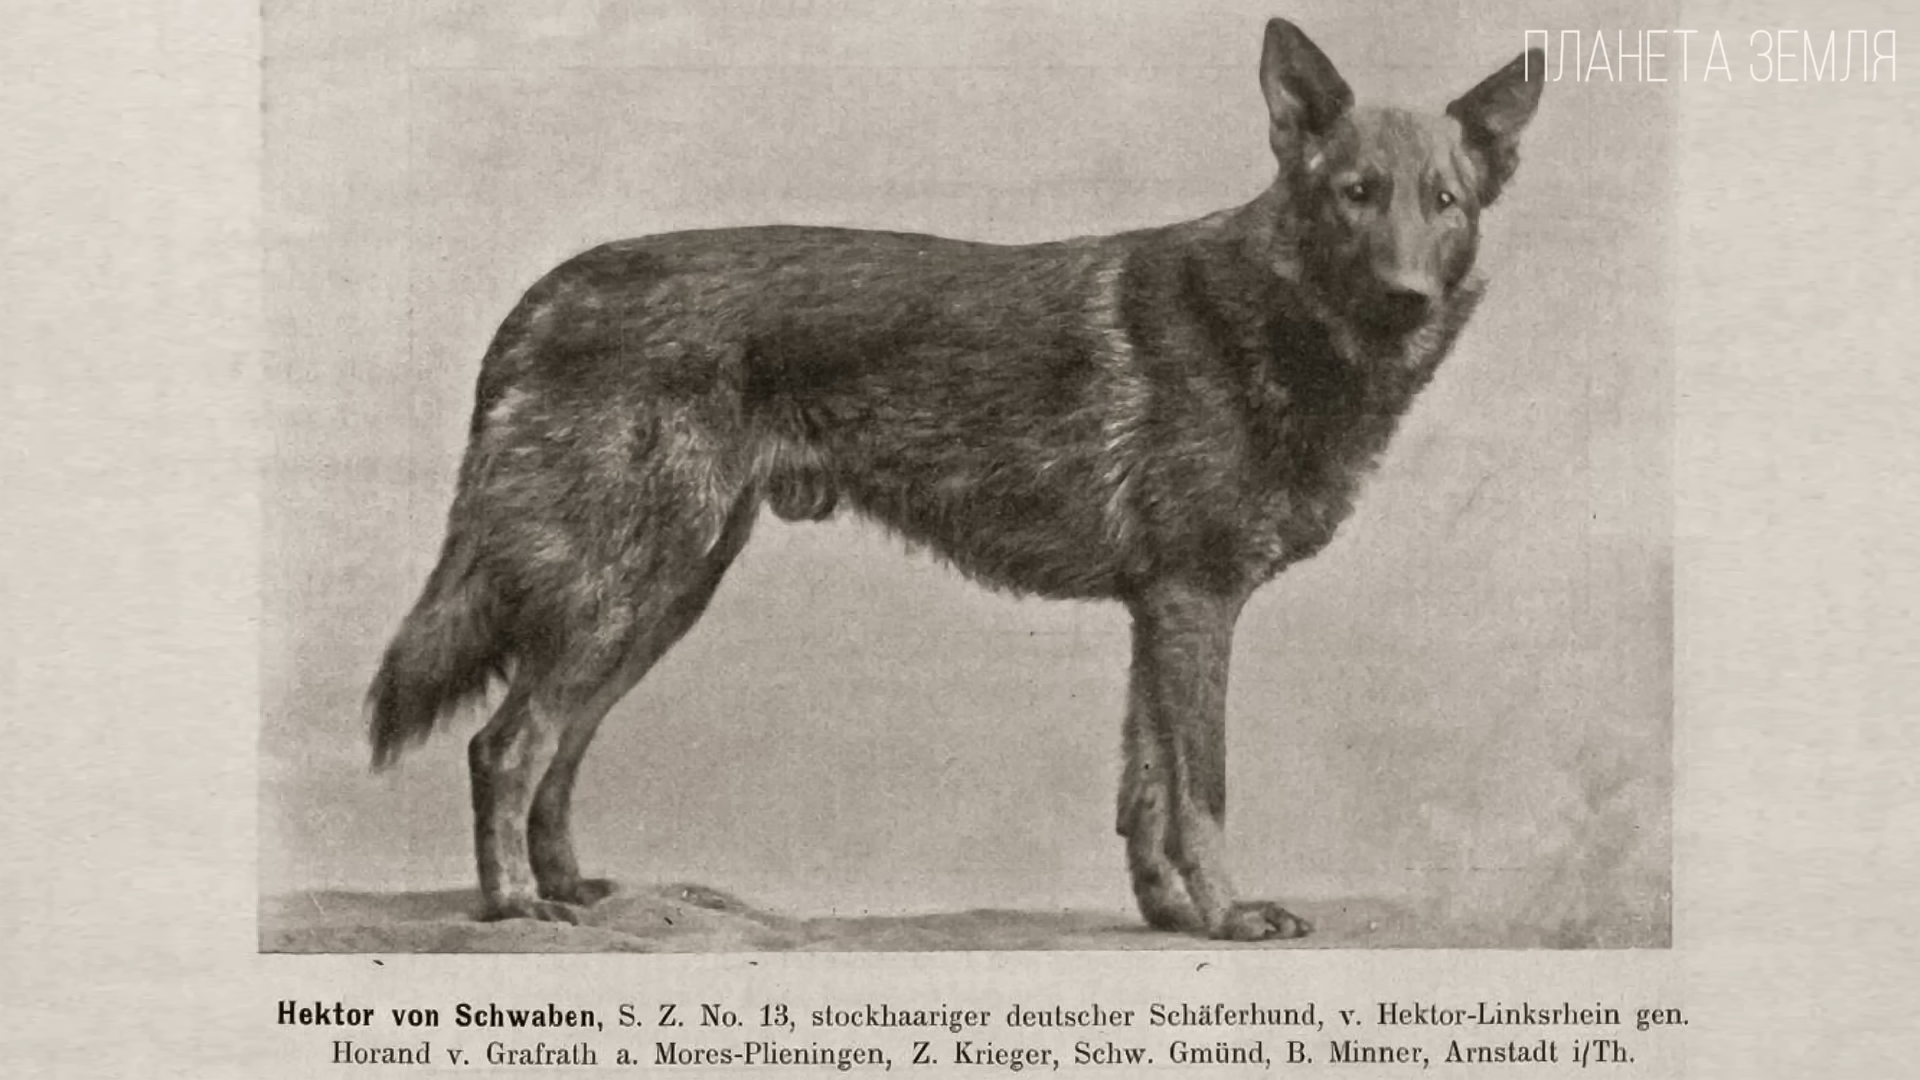 ПЛАНЕТА ЗЕМЛЯ
Hektor von Schwaben, S. Z. No. 13, stockhaariger deutscher Schäferhund, v. Hektor-Linksrhein gen.
Horand v. Grafrath a. Mores-Plieningen, Z. Krieger, Schw. Gmünd, B. Minner, Arnstadt i/Th.